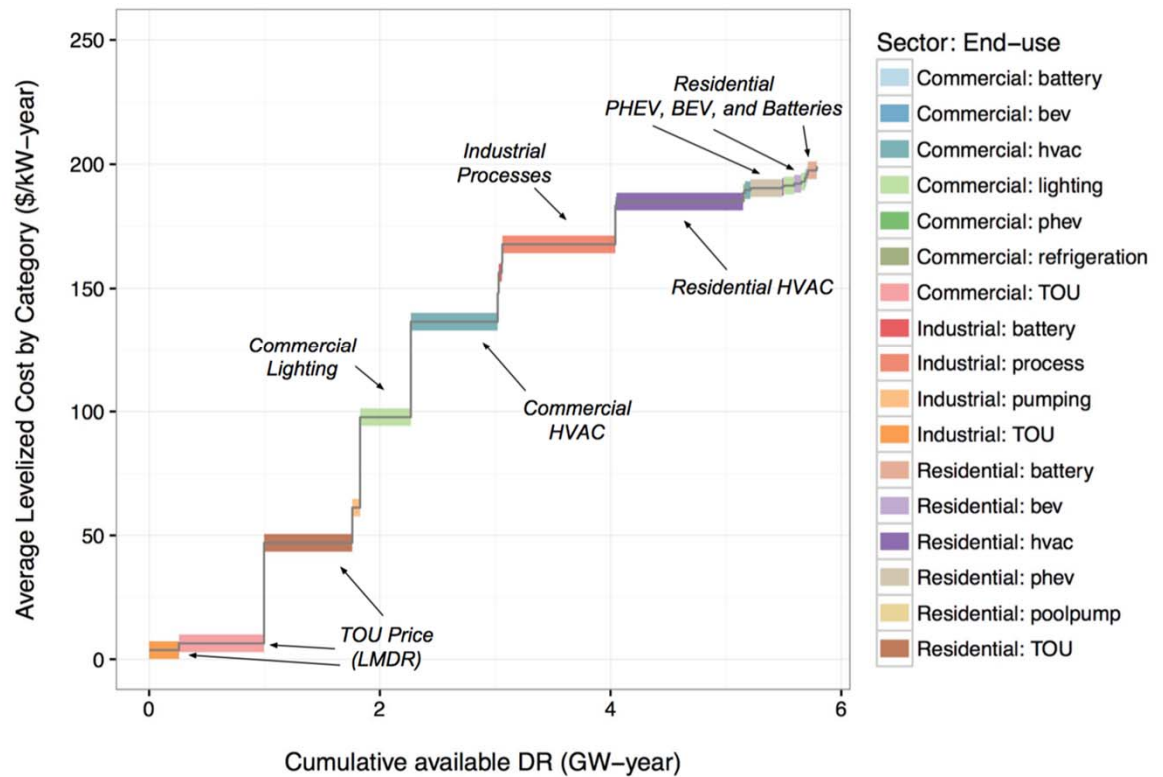 Average Levelized Cost by Category ($/kW−year)
250
200
150
100
50
0
0
2
4
6
Cumulative available DR (GW−year)
Residential
PHEV, BEV, and Batteries
Industrial
Processes
Residential HVAC
Commercial
Lighting
Commercial
HVAC
TOU Price
(LMDR)
Sector: End−use
Commercial: battery
Commercial: bev
Commercial: hvac
Commercial: lighting
Commercial: phev
Commercial: refrigeration
Commercial: TOU
Industrial: battery
Industrial: process
Industrial: pumping
Industrial: TOU
Residential: battery
Residential: bev
Residential: hvac
Residential: phev
Residential: poolpump
Residential: TOU